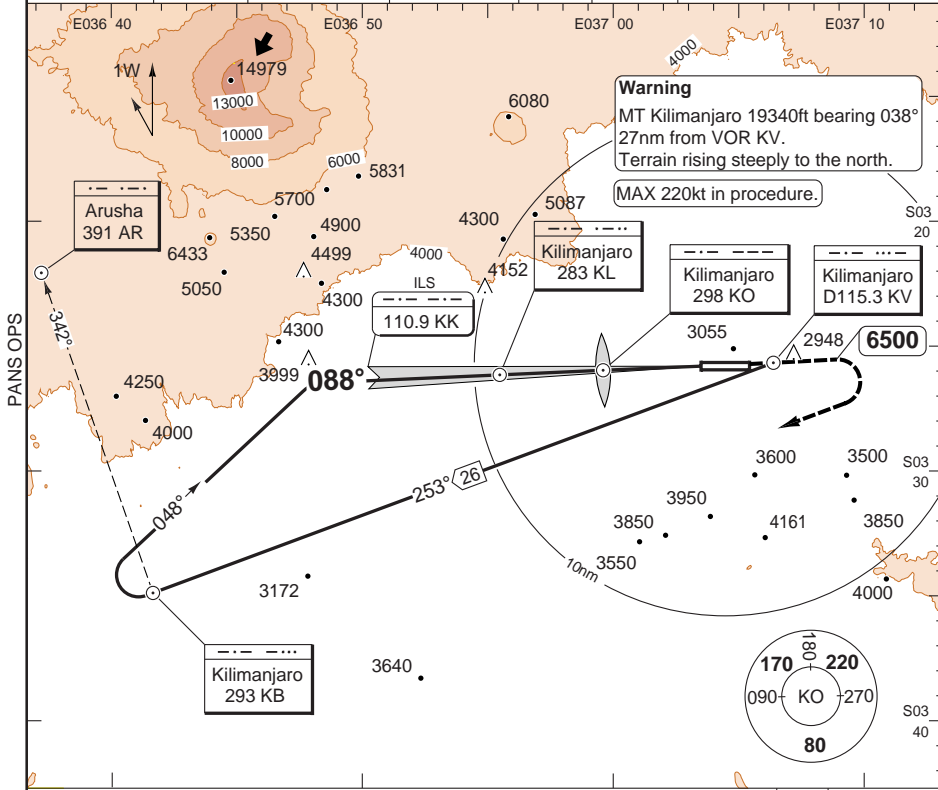 E036 40
E036 50
E037 00
E037 10
1W
14979
13000
10000
8000
6000
4000
6080
Warning
MT Kilimanjaro 19340ft bearing 038°
27nm from VOR KV.
Terrain rising steeply to the north.
MAX 220kt in procedure.
5831
5700
5350
4900
6433
4499
5050
4300
4300
5087
4300
4152
4000
S03
20
Arusha
391 AR
ILS
110.9 KK
Kilimanjaro
283 KL
Kilimanjaro
298 KO
Kilimanjaro
D115.3 KV
342°
PANS OPS
4250
4000
3999
088°
3055
2948
6500
048°
253°
26
3600
3500
3950
3850
3850
3550
4161
S03
30
10nm
4000
3172
Kilimanjaro
293 KB
3640
180
170
220
090
KO
270
80
S03
40